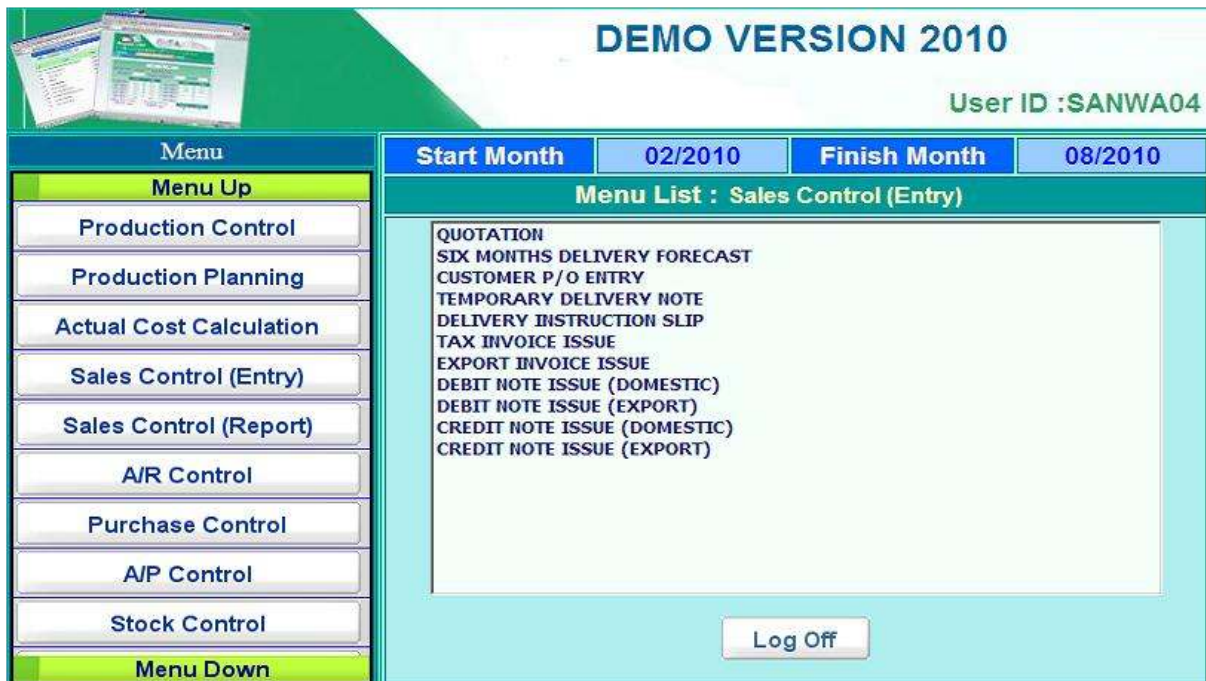 DEMO VERSION 2010
User ID :SANWA04
Menu
Menu Up
Production Control
Production Planning
Actual Cost Calculation
Sales Control (Entry)
Sales Control (Report)
A/R Control
Purchase Control
A/P Control
Stock Control
Menu Down
Start Month 02/2010 Finish Month 08/2010
Menu List : Sales Control (Entry)
QUOTATION
SIX MONTHS DELIVERY FORECAST
CUSTOMER P/O ENTRY
TEMPORARY DELIVERY NOTE
DELIVERY INSTRUCTION SLIP
TAX INVOICE ISSUE
EXPORT INVOICE ISSUE
DEBIT NOTE ISSUE (DOMESTIC)
DEBIT NOTE ISSUE (EXPORT)
CREDIT NOTE ISSUE (DOMESTIC)
CREDIT NOTE ISSUE (EXPORT)
Log Off